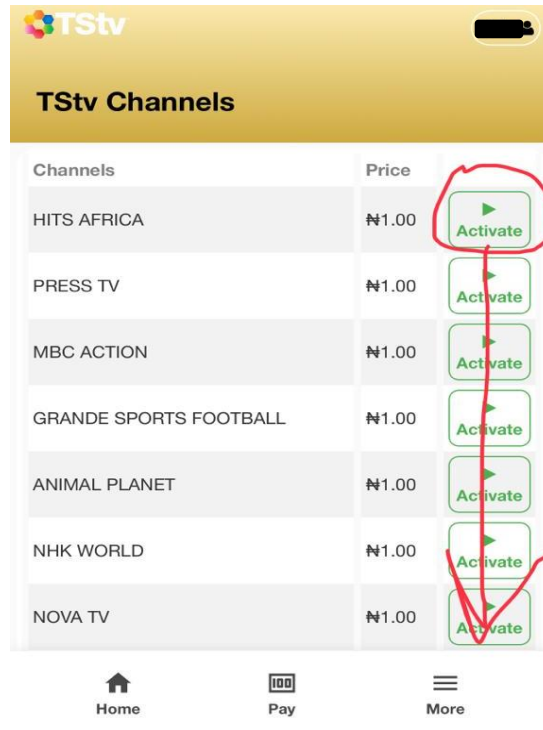 TStv
TStv Channels
Channels Price
HITS AFRICA ₦1.00 Activate
PRESS TV ₦1.00 Activate
MBC ACTION ₦1.00 Activate
GRANDE SPORTS FOOTBALL ₦1.00 Activate
ANIMAL PLANET ₦1.00 Activate
NHK WORLD ₦1.00 Activate
NOVA TV ₦1.00 Activate
100
Home Pay More